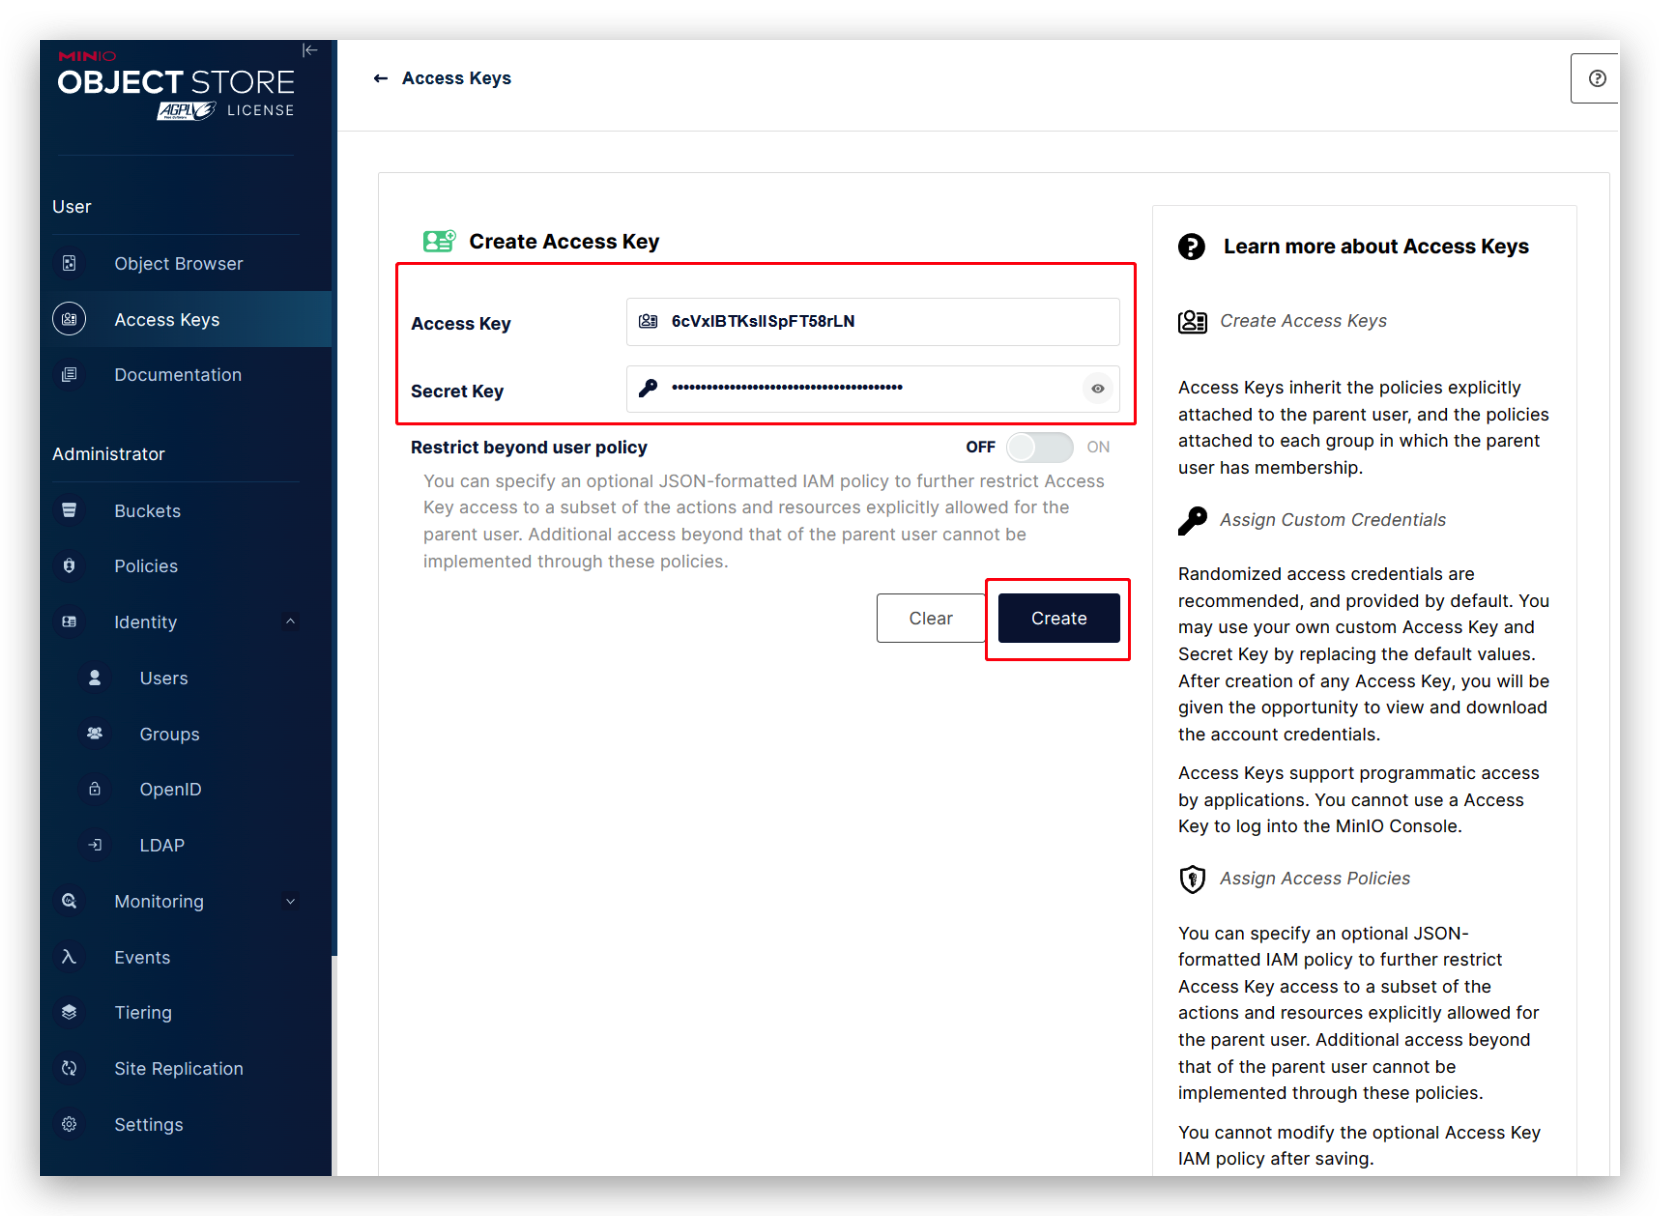 MINIO
OBJECT STORE
AGPLv3 LICENSE
User
Object Browser
Access Keys
Documentation
Administrator
Buckets
Policies
Identity
Users
Groups
OpenID
LDAP
Monitoring
Events
Tiering
Site Replication
Settings
← Access Keys
Create Access Key
Access Key
6cVxIBTKsIISpFT58rLN
Secret Key
••••••••••••••••••••••••••••••••••••••••
Restrict beyond user policy
OFF ON
You can specify an optional JSON-formatted IAM policy to further restrict Access
Key access to a subset of the actions and resources explicitly allowed for the
parent user. Additional access beyond that of the parent user cannot be
implemented through these policies.
Clear
Create
Learn more about Access Keys
Create Access Keys
Access Keys inherit the policies explicitly
attached to the parent user, and the policies
attached to each group in which the parent
user has membership.
Assign Custom Credentials
Randomized access credentials are
recommended, and provided by default. You
may use your own custom Access Key and
Secret Key by replacing the default values.
After creation of any Access Key, you will be
given the opportunity to view and download
the account credentials.
Access Keys support programmatic access
by applications. You cannot use a Access
Key to log into the MinIO Console.
Assign Access Policies
You can specify an optional JSON-
formatted IAM policy to further restrict
Access Key access to a subset of the
actions and resources explicitly allowed for
the parent user. Additional access beyond
that of the parent user cannot be
implemented through these policies.
You cannot modify the optional Access Key
IAM policy after saving.